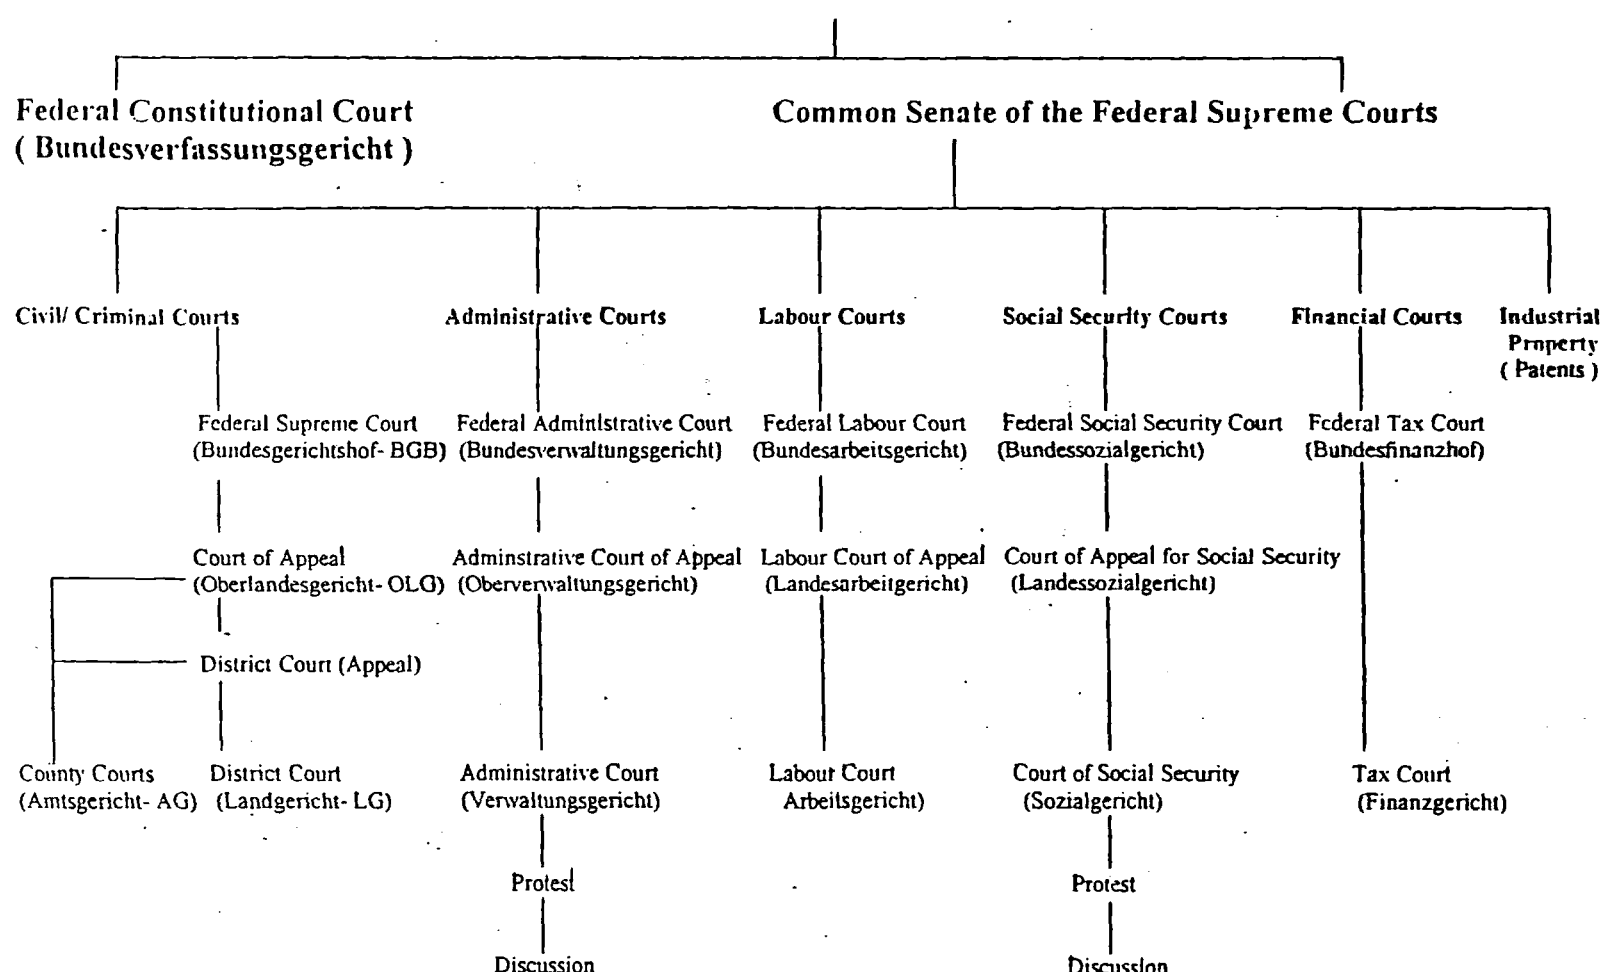 Federal Constitutional Court
( Bundesverfassungsgericht )
Common Senate of the Federal Supreme Courts
Civil/ Criminal Courts
Administrative Courts
Labour Courts
Social Security Courts
Financial Courts
Industrial
Property
( Patents )
Federal Supreme Court
(Bundesgerichtshof- BGB)
Federal Administrative Court
(Bundesverwaltungsgericht)
Federal Labour Court
(Bundesarbeitsgericht)
Federal Social Security Court
(Bundessozialgericht)
Federal Tax Court
(Bundesfinanzhof)
Court of Appeal
(Oberlandesgericht- OLG)
Adminstrative Court of Appeal
(Oberverwaltungsgericht)
Labour Court of Appeal
(Landesarbeitgericht)
Court of Appeal for Social Security
(Landessozialgericht)
District Court (Appeal)
County Courts
(Amtsgericht- AG)
District Court
(Landgericht- LG)
Administrative Court
(Verwaltungsgericht)
Labour Court
Arbeitsgericht)
Court of Social Security
(Sozialgericht)
Tax Court
(Finanzgericht)
Protest
Protest
Discussion
Discussion